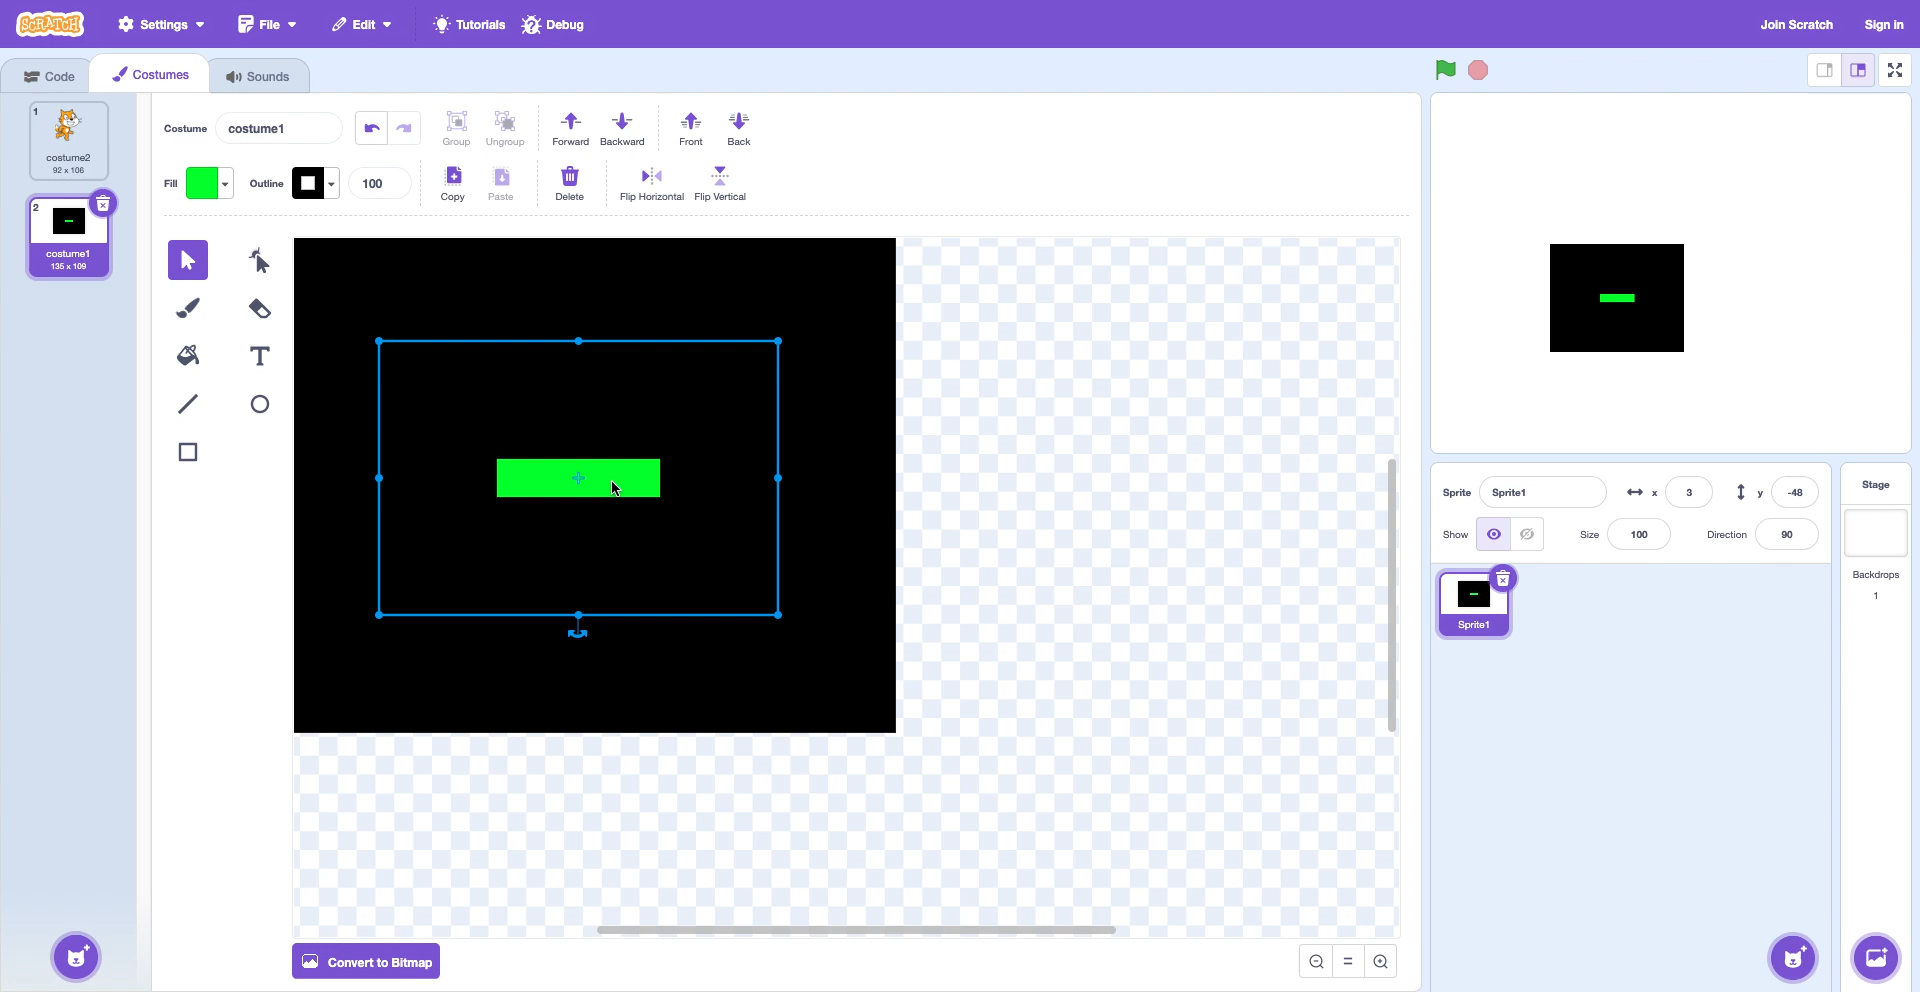 SCRATCH Settings File Edit Tutorials Debug Join Scratch Sign in
Code Costumes Sounds
1
costume2
92 x 106
2
costume1
135 x 109
Costume costume1 Group Ungroup Forward Backward Front Back
Fill Outline 100 Copy Paste Delete Flip Horizontal Flip Vertical
Convert to Bitmap
Sprite Sprite1 x 3 y -48
Show Size 100 Direction 90
Sprite1
Stage
Backdrops
1